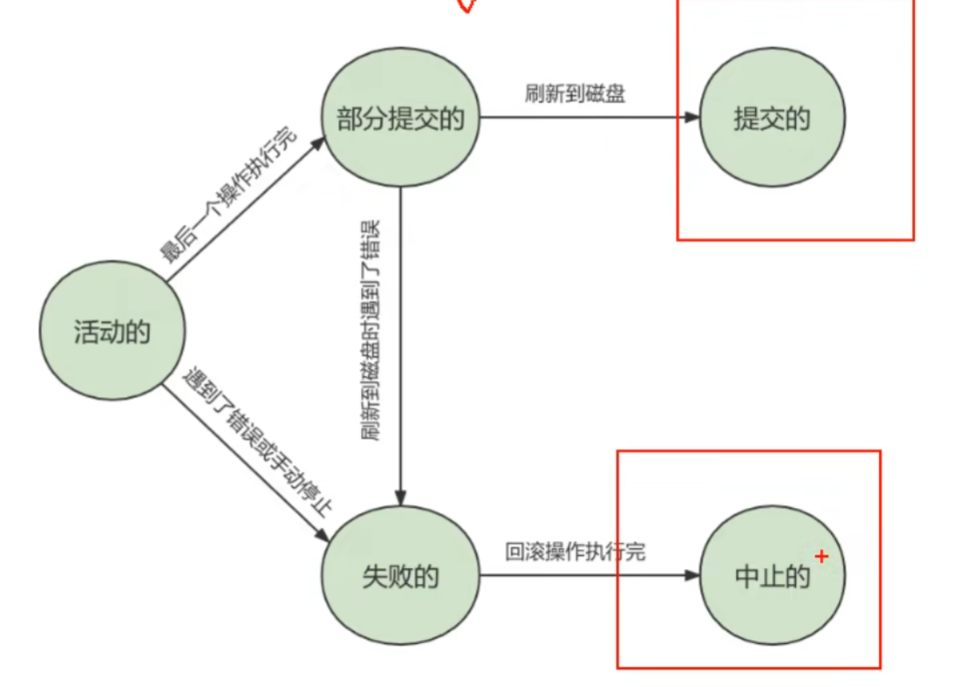 部分提交的
刷新到磁盘
提交的
最后一个操作执行完
刷新到磁盘时遇到了错误
活动的
遇到了错误或手动停止
失败的
回滚操作执行完
中止的